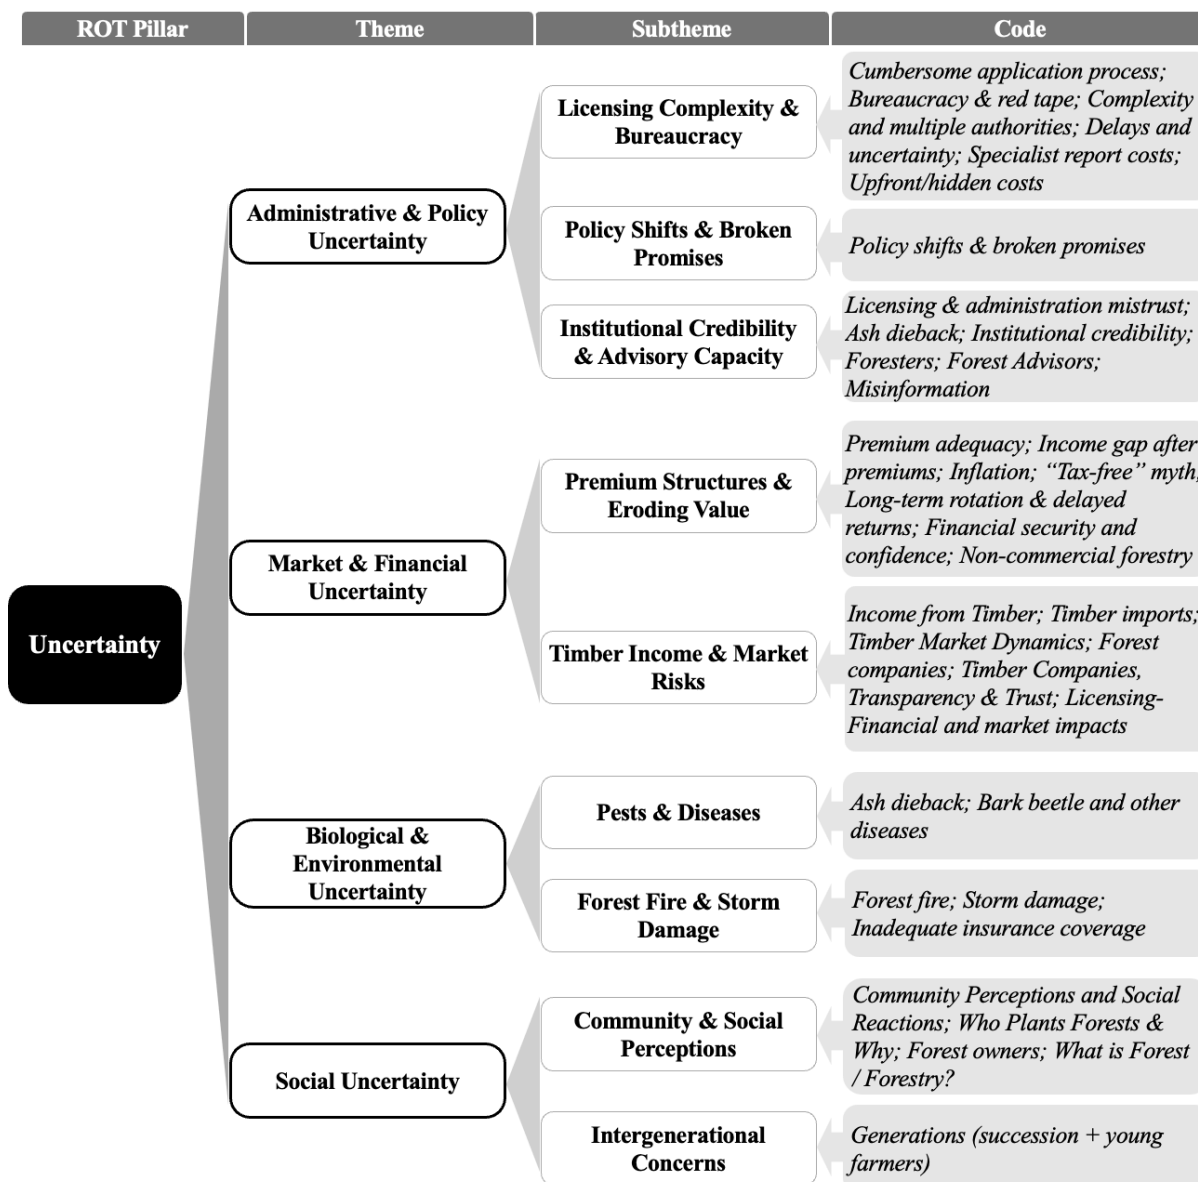 ROT Pillar
Theme
Subtheme
Code
Uncertainty
Administrative & Policy
Uncertainty
Licensing Complexity &
Bureaucracy
Cumbersome application process;
Bureaucracy & red tape; Complexity
and multiple authorities; Delays and
uncertainty; Specialist report costs;
Upfront/hidden costs
Policy Shifts & Broken
Promises
Policy shifts & broken promises
Institutional Credibility
& Advisory Capacity
Licensing & administration mistrust;
Ash dieback; Institutional credibility;
Foresters; Forest Advisors;
Misinformation
Market & Financial
Uncertainty
Premium Structures &
Eroding Value
Premium adequacy; Income gap after
premiums; Inflation; “Tax-free” myth;
Long-term rotation & delayed
returns; Financial security and
confidence; Non-commercial forestry
Timber Income & Market
Risks
Income from Timber; Timber imports;
Timber Market Dynamics; Forest
companies; Timber Companies,
Transparency & Trust; Licensing-
Financial and market impacts
Biological &
Environmental
Uncertainty
Pests & Diseases
Ash dieback; Bark beetle and other
diseases
Forest Fire & Storm
Damage
Forest fire; Storm damage;
Inadequate insurance coverage
Social Uncertainty
Community & Social
Perceptions
Community Perceptions and Social
Reactions; Who Plants Forests &
Why; Forest owners; What is Forest
/ Forestry?
Intergenerational
Concerns
Generations (succession + young
farmers)